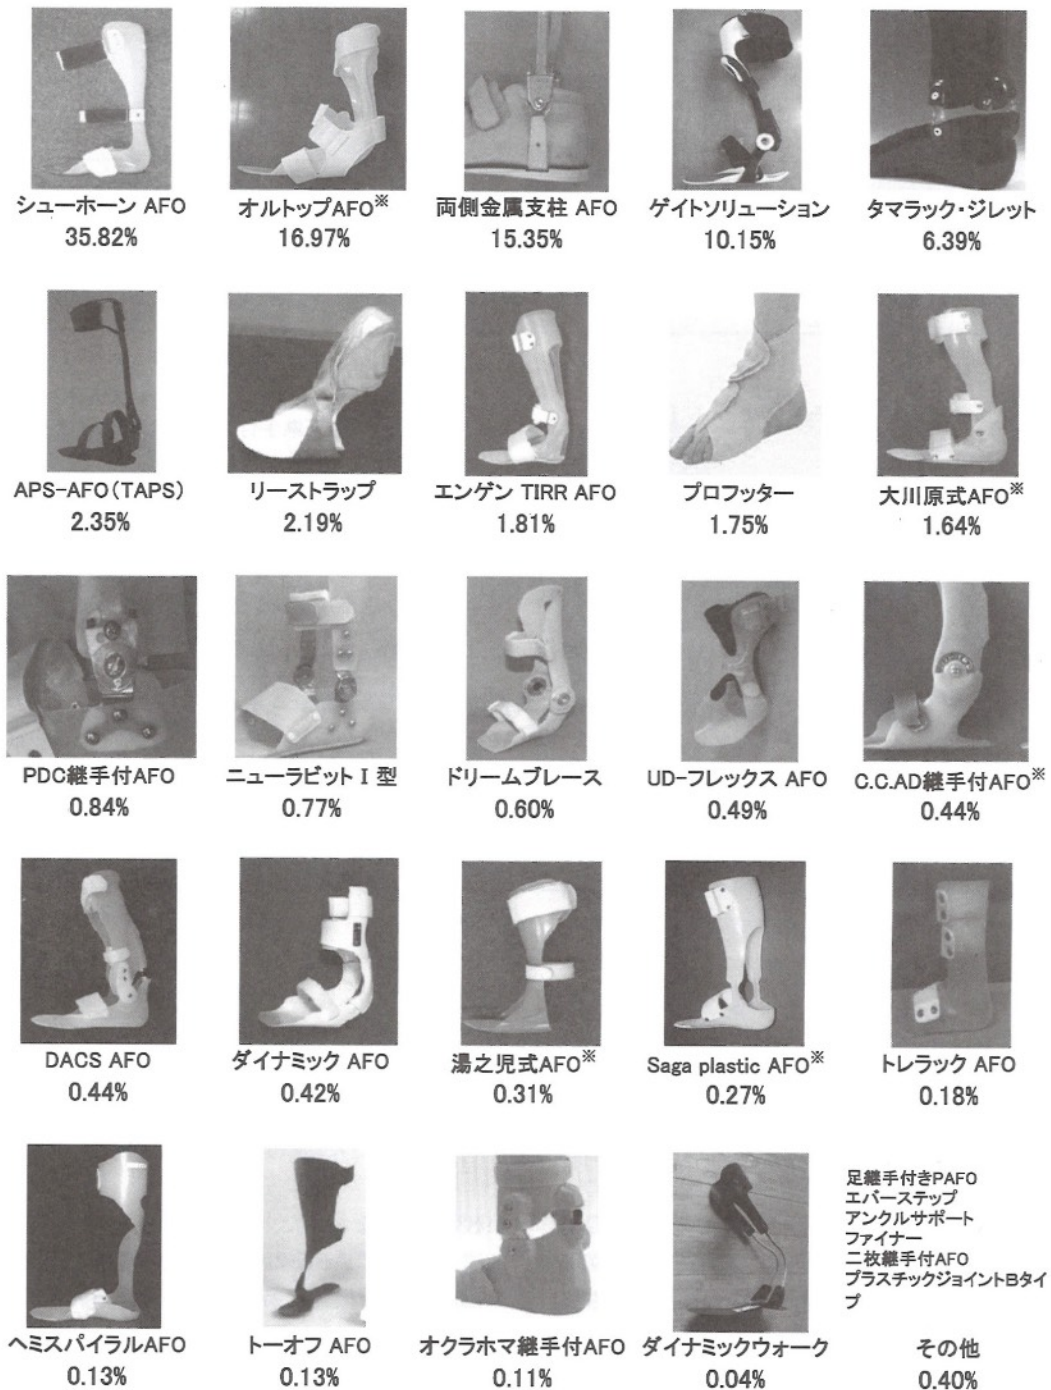 シューホーン AFO
35.82%
オルトップAFO※
16.97%
両側金属支柱 AFO
15.35%
ゲイトソリューション
10.15%
タマラック・ジレット
6.39%
APS-AFO(TAPS)
2.35%
リーストラップ
2.19%
エンゲン TIRR AFO
1.81%
プロフッター
1.75%
大川原式AFO※
1.64%
PDC継手付AFO
0.84%
ニューラビット I 型
0.77%
ドリームブレース
0.60%
UD-フレックス AFO
0.49%
C.C.AD継手付AFO※
0.44%
DACS AFO
0.44%
ダイナミック AFO
0.42%
湯之児式AFO※
0.31%
Saga plastic AFO※
0.27%
トレラック AFO
0.18%
ヘミスパイラルAFO
0.13%
トーオフ AFO
0.13%
オクラホマ継手付AFO
0.11%
ダイナミックウォーク
0.04%
足継手付きPAFO
エバーステップ
アンクルサポート
ファイナー
二枚継手付AFO
プラスチックジョイントBタイ
プ
その他
0.40%